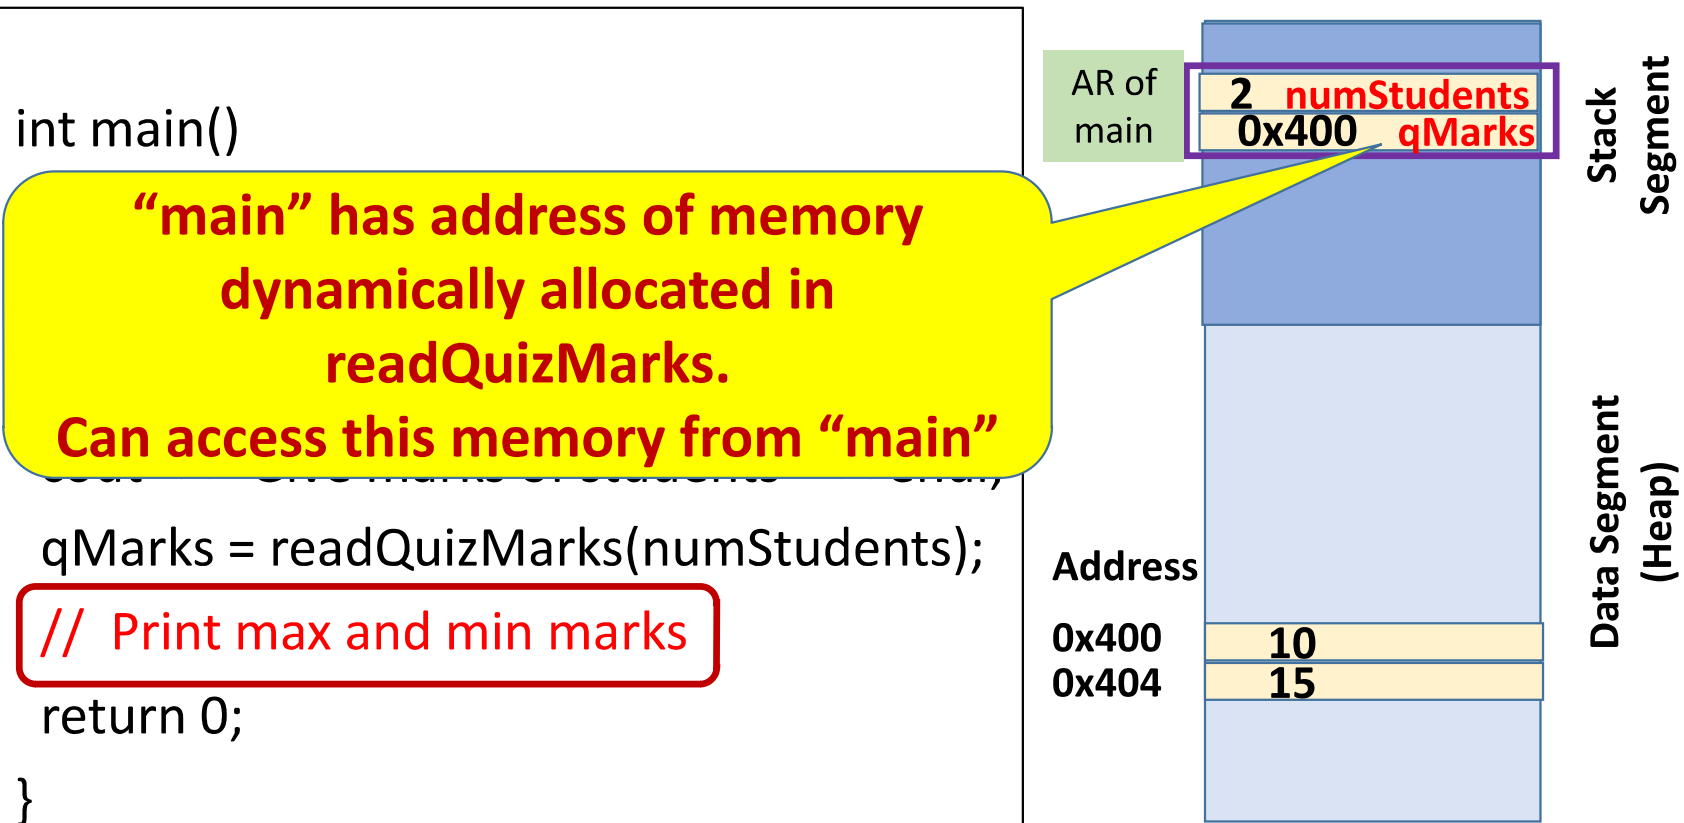 int main()
“main” has address of memory
dynamically allocated in
readQuizMarks.
Can access this memory from “main”
qMarks = readQuizMarks(numStudents);
// Print max and min marks
return 0;
}
AR of
main
2 numStudents
0x400 qMarks
Stack
Segment
Address
0x400 10
0x404 15
Data Segment
(Heap)